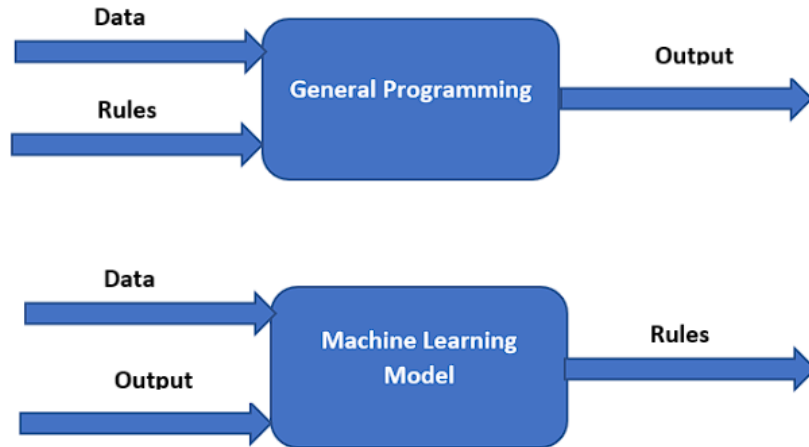 Data
Output
General Programming
Rules
Data
Rules
Machine Learning
Model
Output